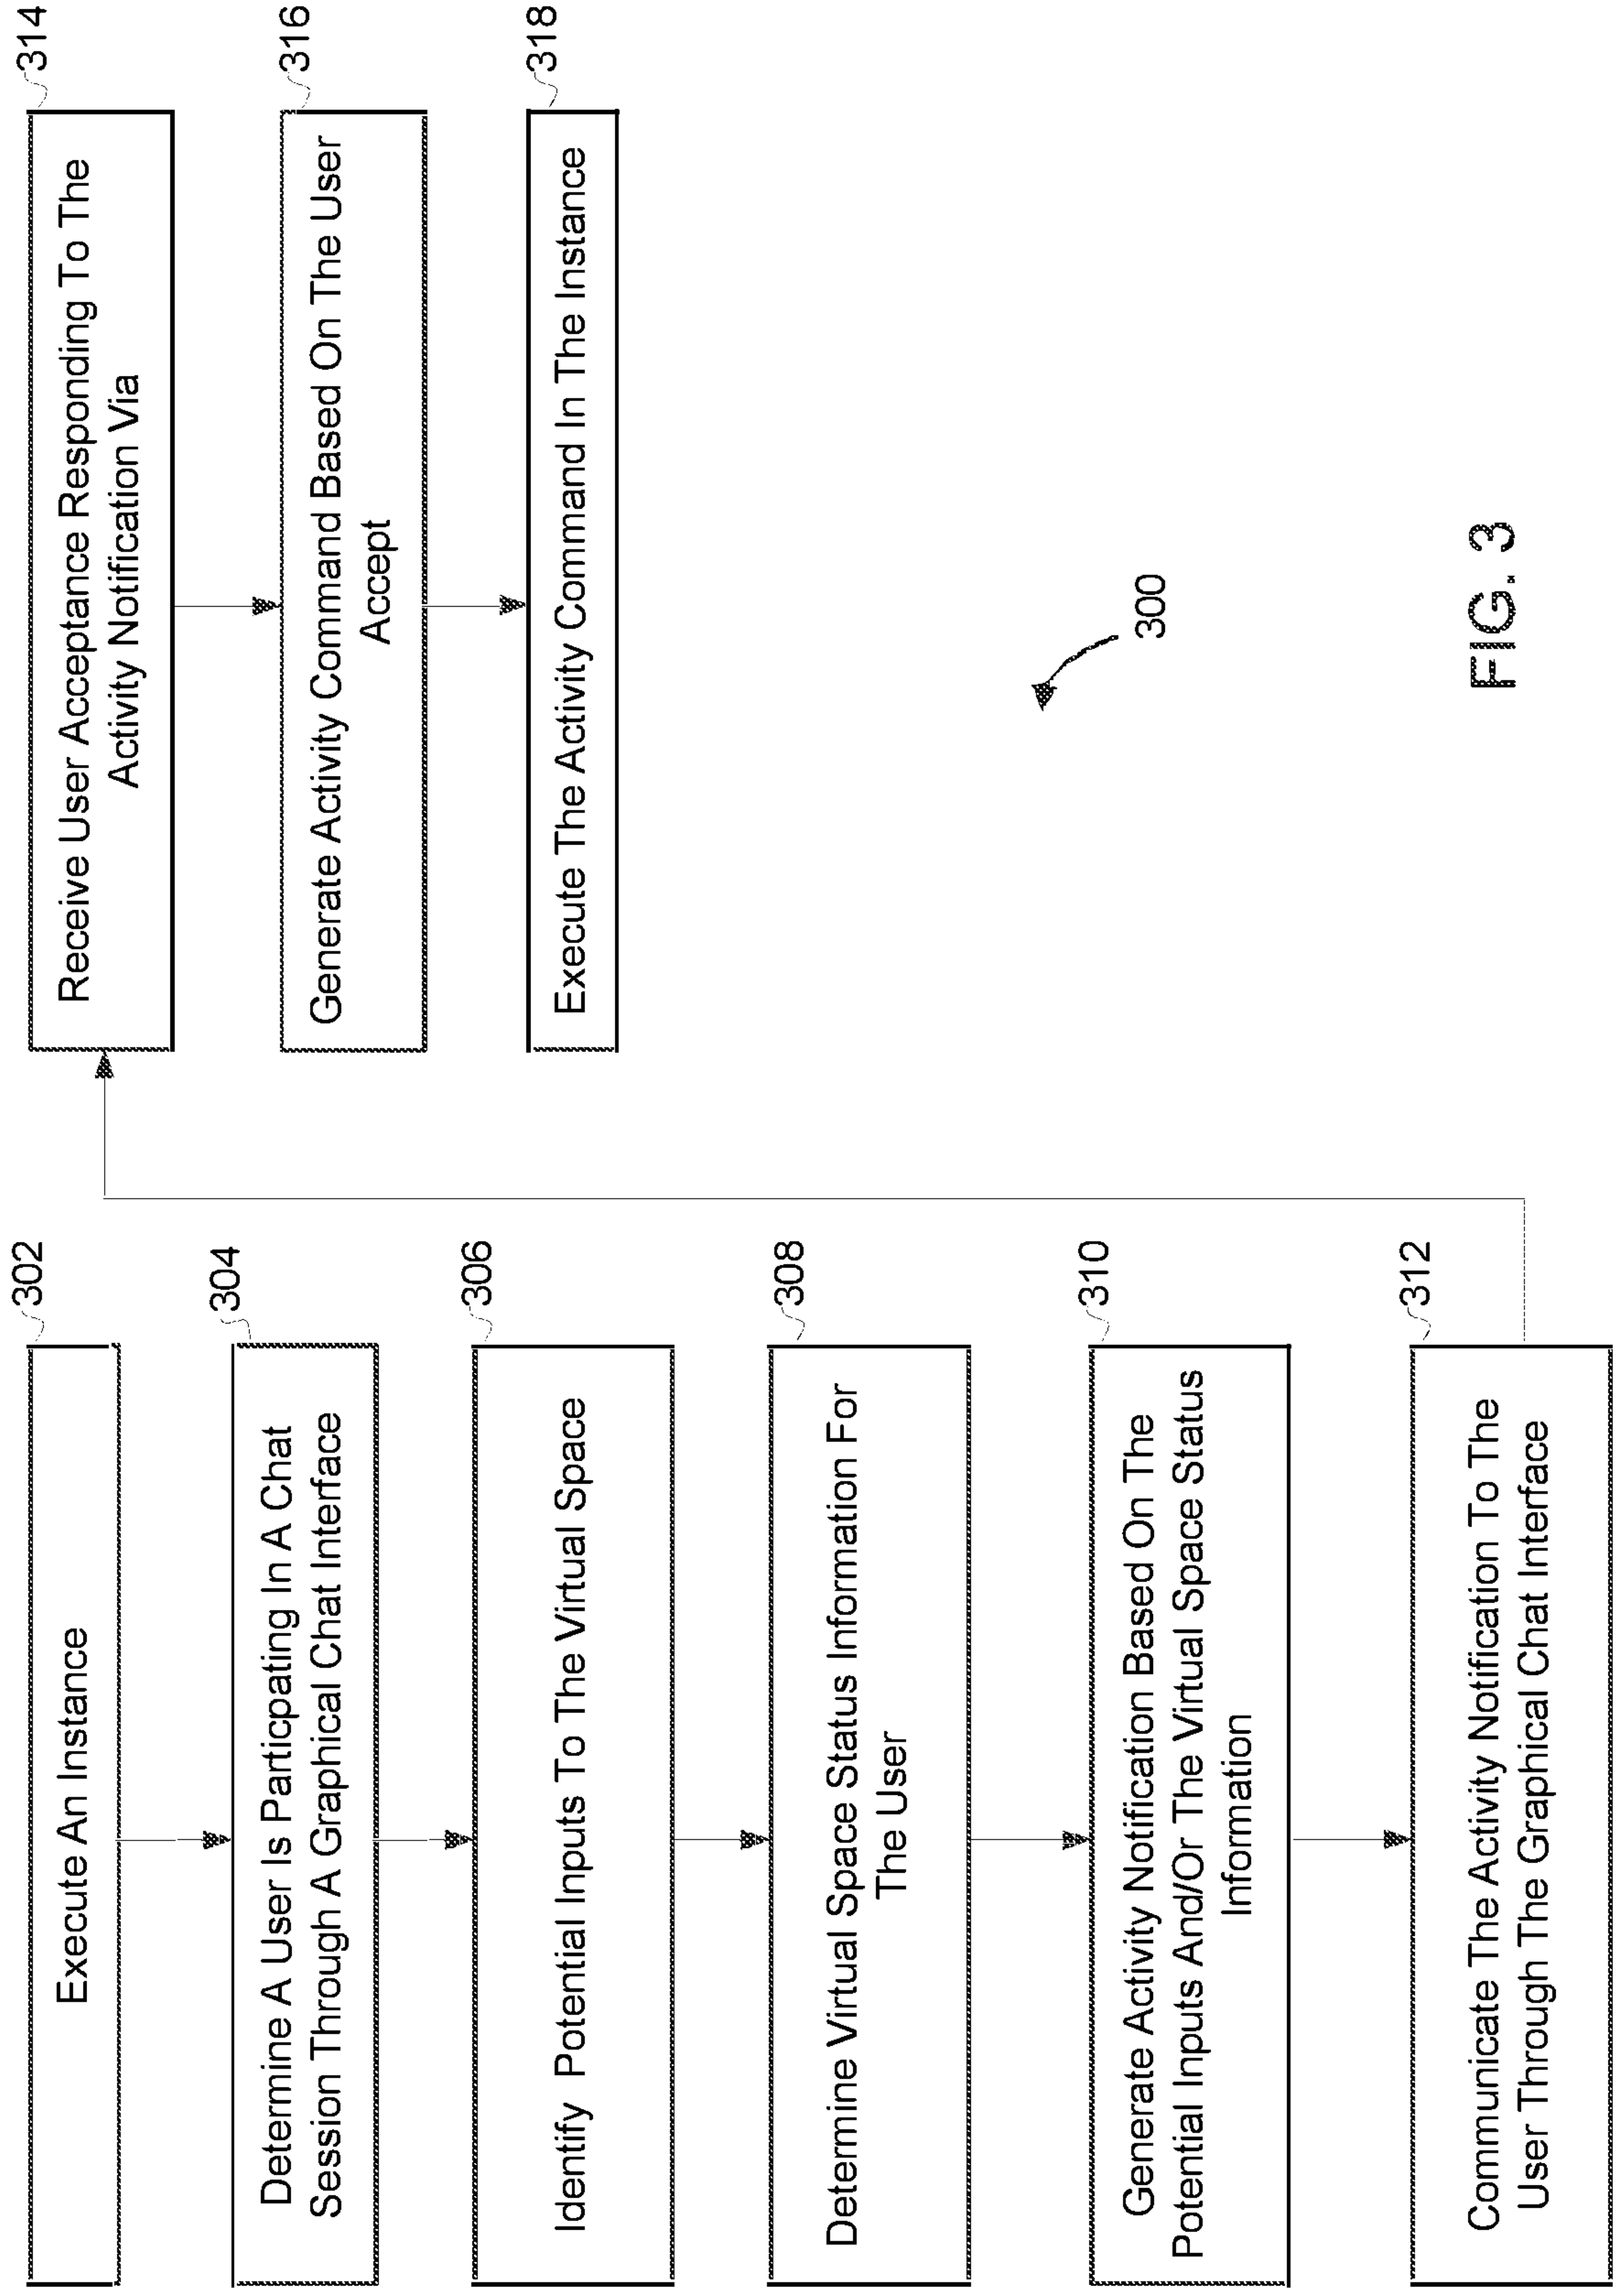 302
Execute An Instance
304
Determine A User Is Particpating In A Chat
Session Through A Graphical Chat Interface
306
Identify Potential Inputs To The Virtual Space
308
Determine Virtual Space Status Information For
The User
310
Generate Activity Notification Based On The
Potential Inputs And/Or The Virtual Space Status
Information
312
Communicate The Activity Notification To The
User Through The Graphical Chat Interface
314
Receive User Acceptance Responding To The
Activity Notification Via
316
Generate Activity Command Based On The User
Accept
318
Execute The Activity Command In The Instance
300
FIG. 3